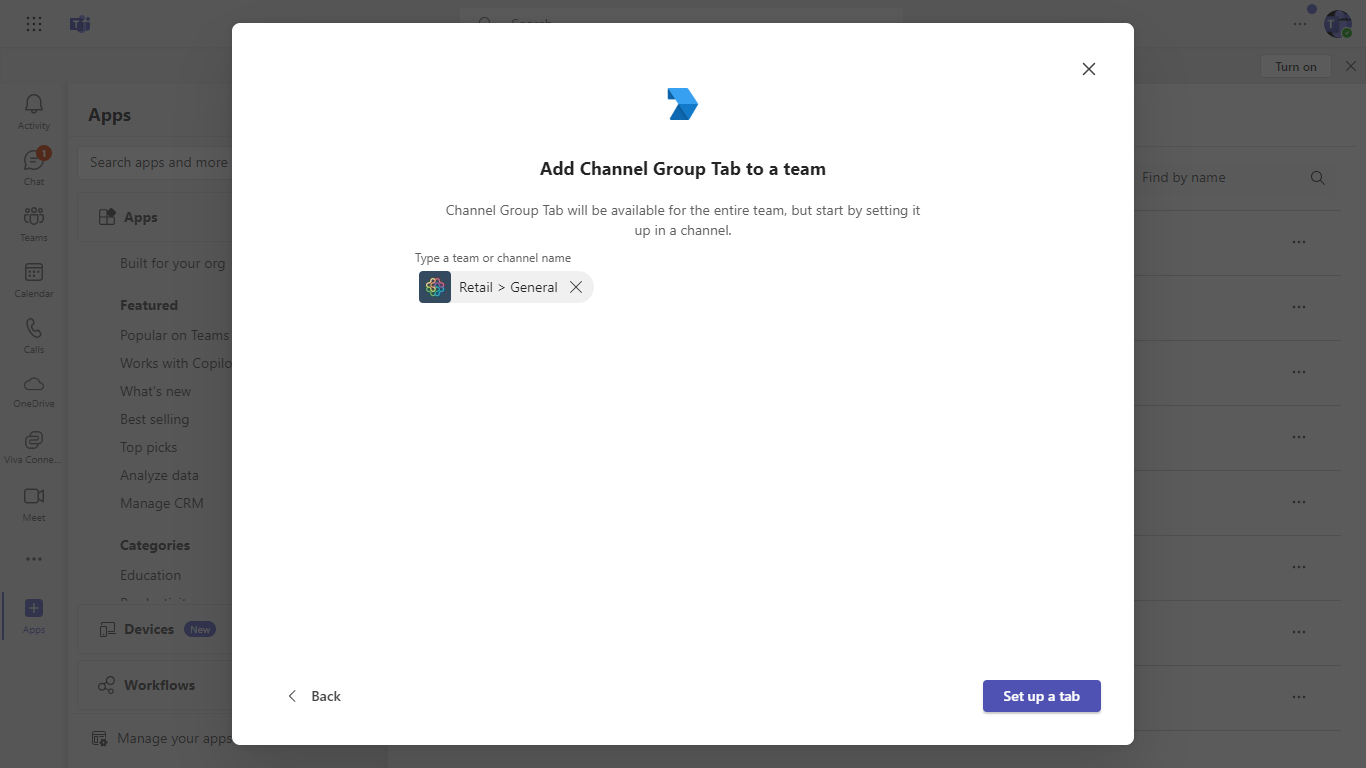 Search
Turn on
Activity
Chat
1
Teams
Calendar
Calls
OneDrive
Viva Conne...
Meet
Apps
Apps
Search apps and more
Apps
Built for your org
Featured
Popular on Teams
Works with Copilo
What's new
Best selling
Top picks
Analyze data
Manage CRM
Categories
Education
Devices
New
Workflows
Manage your apps
Add Channel Group Tab to a team
Channel Group Tab will be available for the entire team, but start by setting it
up in a channel.
Type a team or channel name
Retail > General
Back
Set up a tab
Find by name